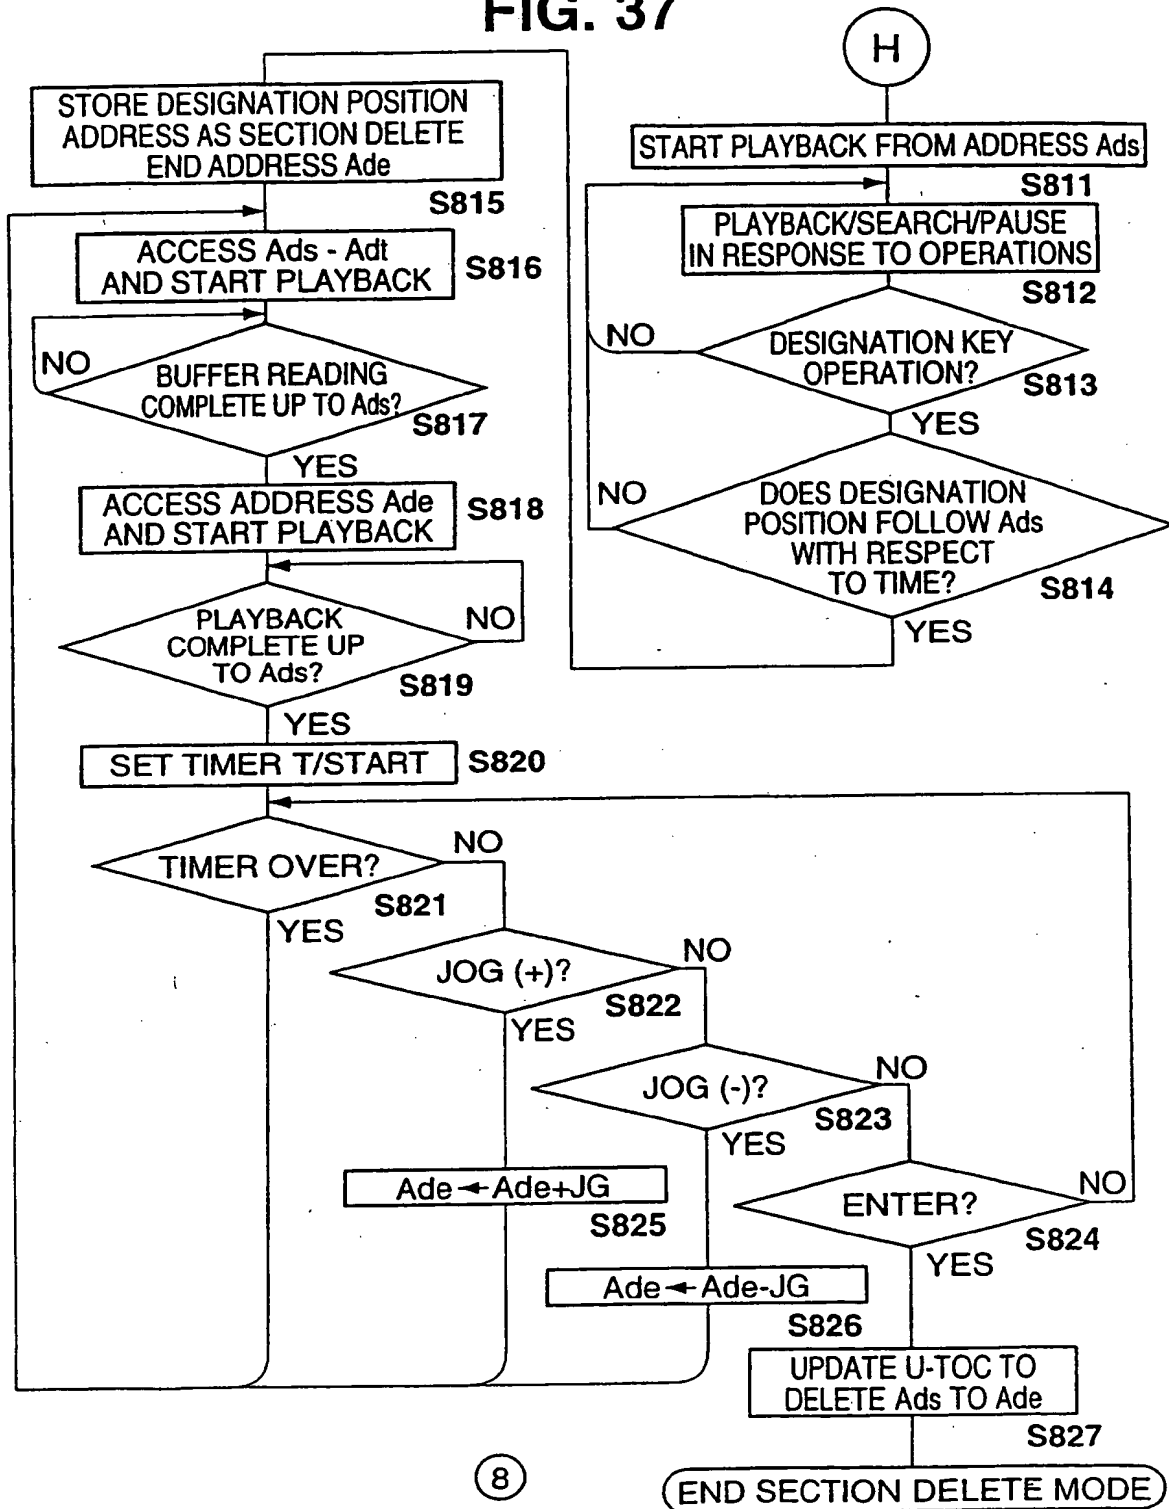 FIG. 37
H
START PLAYBACK FROM ADDRESS Ads
S811
PLAYBACK/SEARCH/PAUSE
IN RESPONSE TO OPERATIONS
S812
NO
DESIGNATION KEY
OPERATION?
S813
YES
NO
DOES DESIGNATION
POSITION FOLLOW Ads
WITH RESPECT
TO TIME?
S814
YES
STORE DESIGNATION POSITION
ADDRESS AS SECTION DELETE
END ADDRESS Ade
S815
ACCESS Ads - Adt
AND START PLAYBACK
S816
NO
BUFFER READING
COMPLETE UP TO Ads?
S817
YES
ACCESS ADDRESS Ade
AND START PLAYBACK
S818
PLAYBACK
COMPLETE UP
TO Ads?
NO
S819
YES
SET TIMER T/START
S820
TIMER OVER?
NO
S821
YES
JOG (+)?
NO
S822
YES
JOG (-)?
NO
S823
YES
Ade ← Ade+JG
S825
ENTER?
NO
S824
YES
Ade ← Ade-JG
S826
UPDATE U-TOC TO
DELETE Ads TO Ade
S827
8
END SECTION DELETE MODE